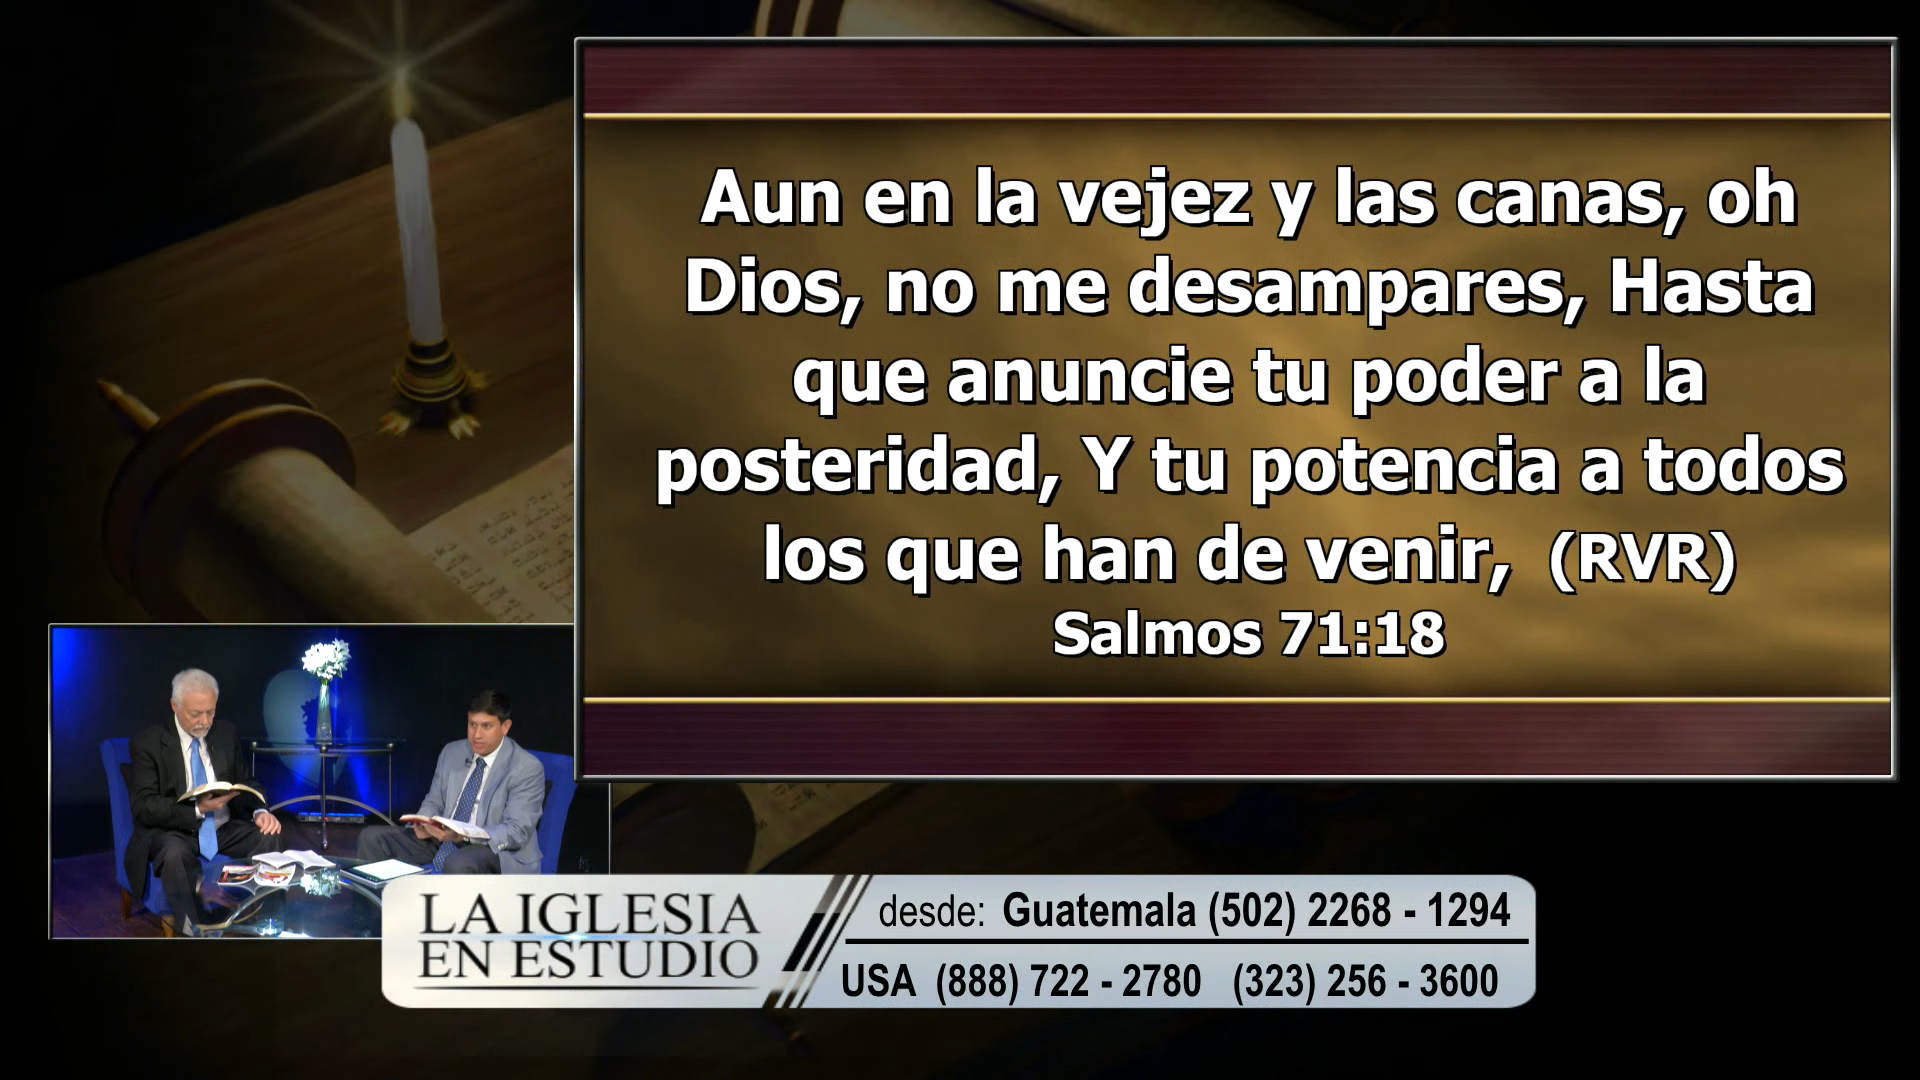 Aun en la vejez y las canas, oh
Dios, no me desampares, Hasta
que anuncie tu poder a la
posteridad, Y tu potencia a todos
los que han de venir,  (RVR)
Salmos 71:18
LA IGLESIA
EN ESTUDIO
desde: Guatemala (502) 2268 - 1294
USA (888) 722 - 2780 (323) 256 - 3600